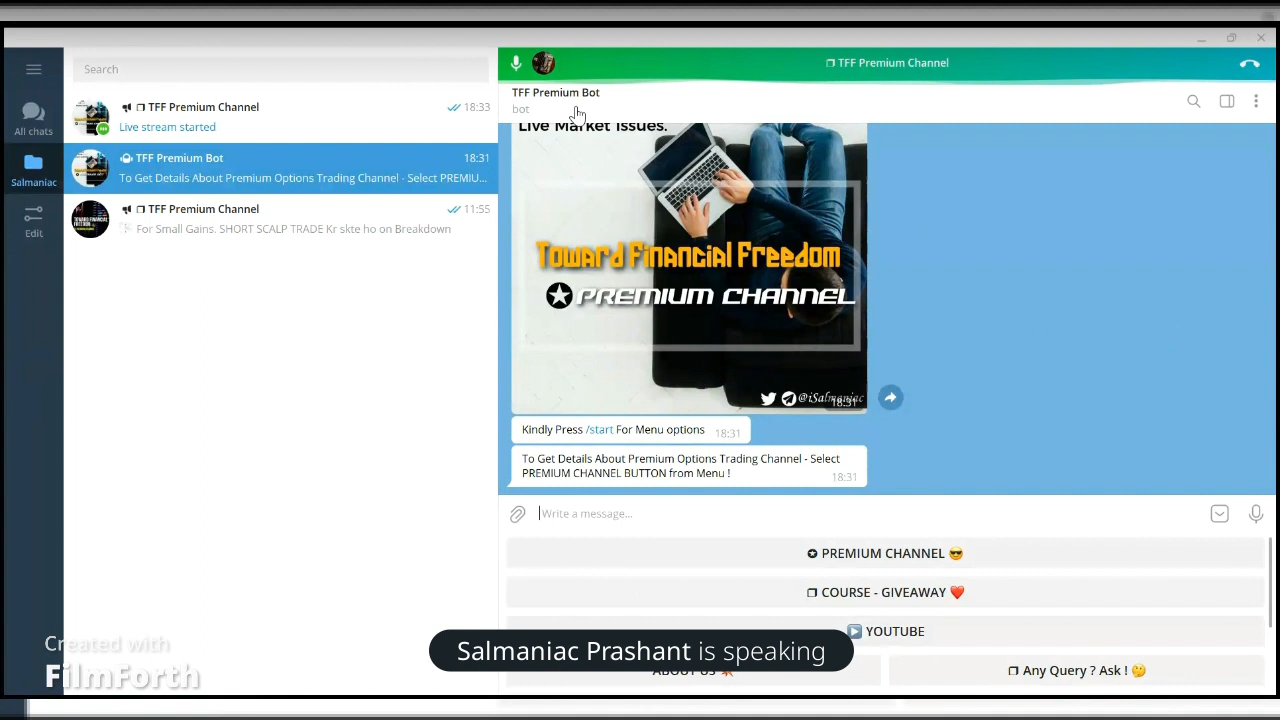 TFF Premium Channel
Search
TFF Premium Bot
bot
All chats
TFF Premium Channel
18:33
Live stream started
Salmaniac
TFF Premium Bot
18:31
To Get Details About Premium Options Trading Channel - Select PREMIU...
Edit
TFF Premium Channel
11:55
For Small Gains. SHORT SCALP TRADE Kr skte ho on Breakdown
Live Market Issues.
Toward Financial Freedom
PREMIUM CHANNEL
@iSalmaniac
18:31
Kindly Press /start For Menu options
18:31
To Get Details About Premium Options Trading Channel - Select
PREMIUM CHANNEL BUTTON from Menu !
18:31
Write a message...
✪ PREMIUM CHANNEL 😎
COURSE - GIVEAWAY ❤️
▶️ YOUTUBE
ABOUT US
Any Query ? Ask ! 🤔
Salmaniac Prashant is speaking
Created with
FilmForth